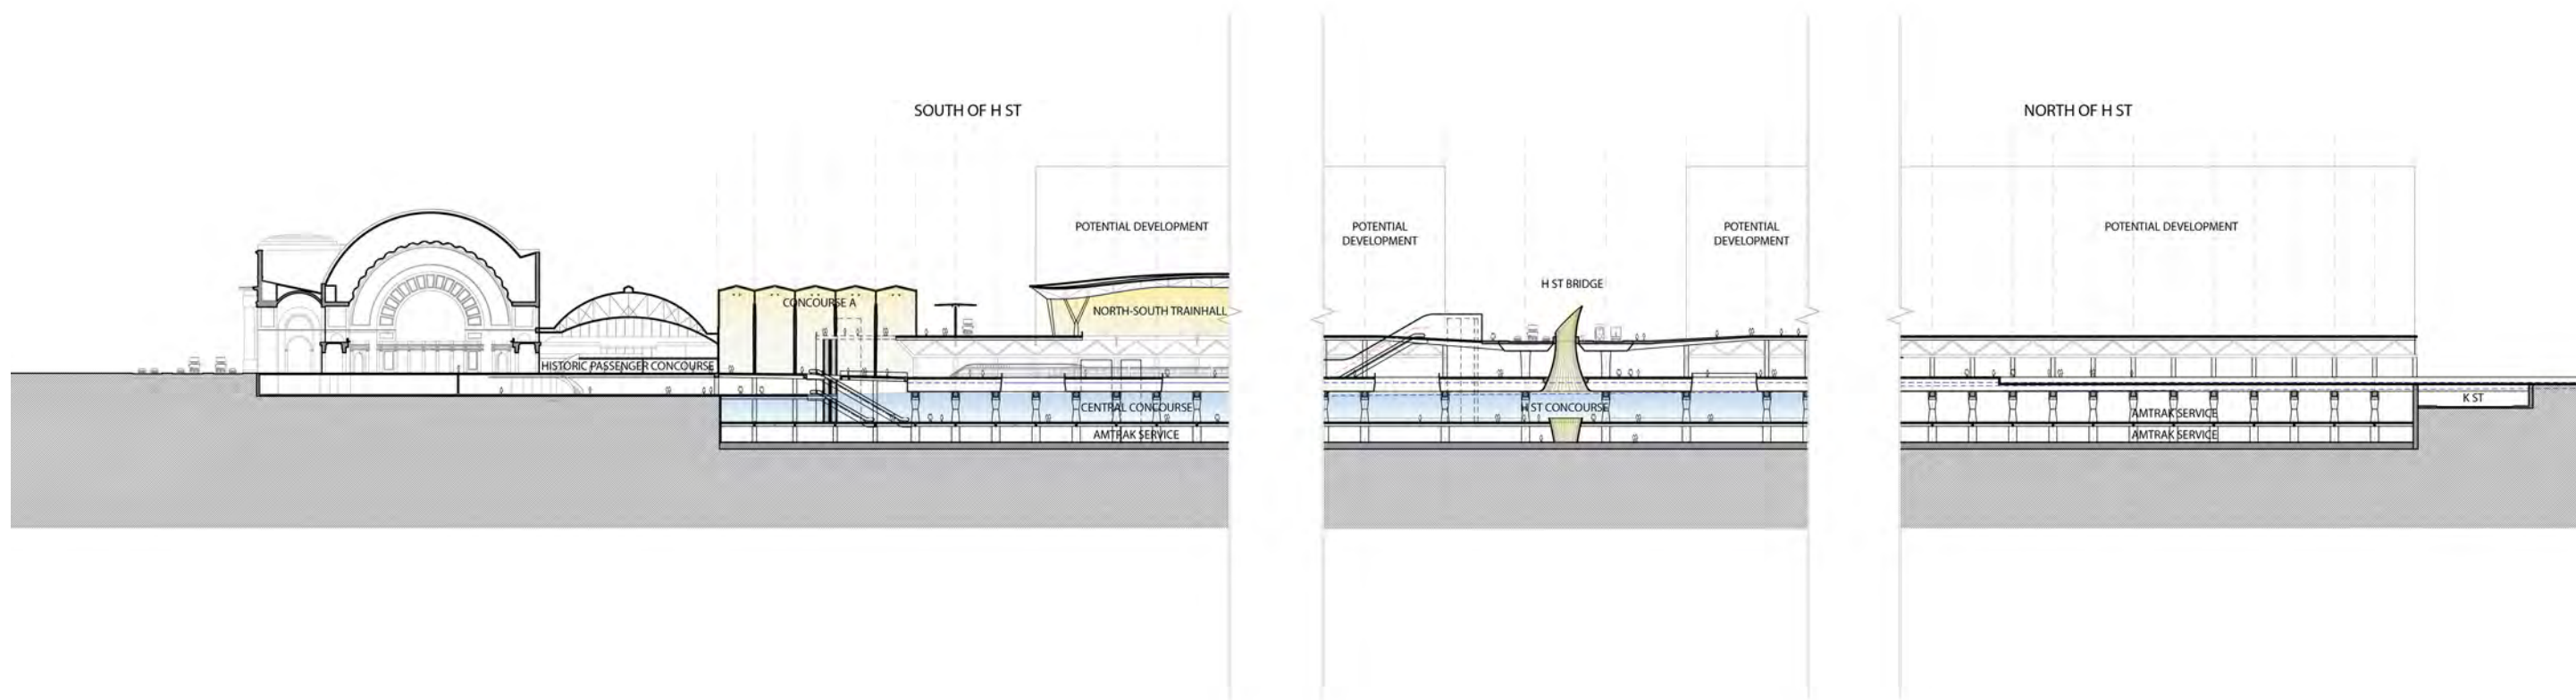 SOUTH OF H ST
NORTH OF H ST
POTENTIAL DEVELOPMENT
POTENTIAL
DEVELOPMENT
POTENTIAL
DEVELOPMENT
POTENTIAL DEVELOPMENT
H ST BRIDGE
CONCOURSE A
NORTH-SOUTH TRAINHALL
HISTORIC PASSENGER CONCOURSE
CENTRAL CONCOURSE
H ST CONCOURSE
K ST
AMTRAK SERVICE
AMTRAK SERVICE
AMTRAK SERVICE